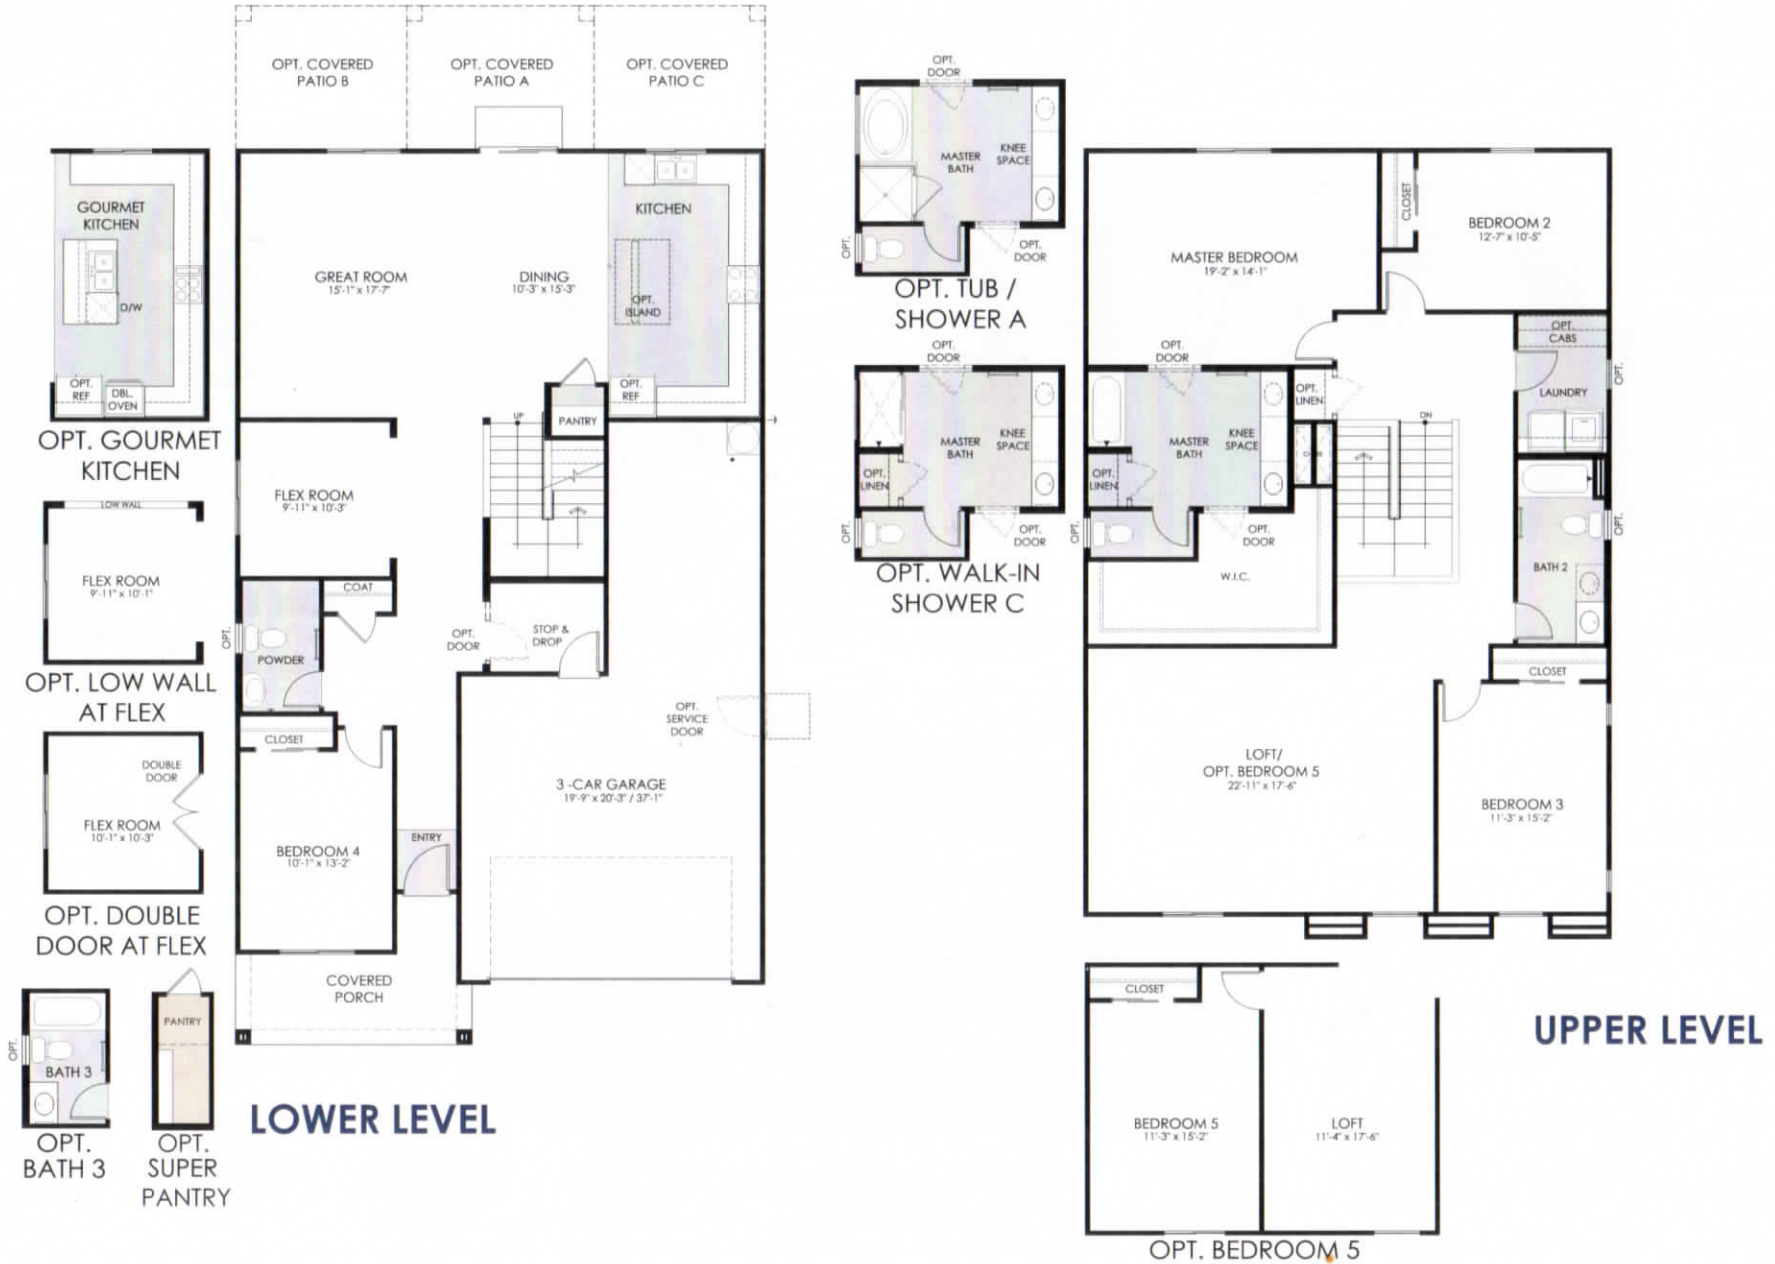 OPT. COVERED
PATIO B
OPT. COVERED
PATIO A
OPT. COVERED
PATIO C
GOURMET
KITCHEN
D/W
OPT.
REF
DBL.
OVEN
OPT. GOURMET
KITCHEN
LOW WALL
FLEX ROOM
9'-11" x 10'-1"
OPT. LOW WALL
AT FLEX
DOUBLE
DOOR
FLEX ROOM
10'-1" x 10'-3"
OPT. DOUBLE
DOOR AT FLEX
OPT.
BATH 3
OPT.
BATH 3
PANTRY
OPT.
SUPER
PANTRY
GREAT ROOM
15'-1" x 17'-7"
DINING
10'-3" x 15'-3"
KITCHEN
OPT.
ISLAND
OPT.
REF
PANTRY
UP
FLEX ROOM
9'-11" x 10'-3"
COAT
OPT.
POWDER
OPT.
DOOR
STOP &
DROP
CLOSET
OPT.
SERVICE
DOOR
3 -CAR GARAGE
19'-9" x 20'-3" / 37'-1"
BEDROOM 4
10'-1" x 13'-2"
ENTRY
COVERED
PORCH
LOWER LEVEL
OPT.
DOOR
MASTER
BATH
KNEE
SPACE
OPT.
OPT.
DOOR
OPT. TUB /
SHOWER A
OPT.
DOOR
MASTER
BATH
KNEE
SPACE
OPT.
LINEN
OPT.
OPT.
DOOR
OPT. WALK-IN
SHOWER C
MASTER BEDROOM
19'-2" x 14'-1"
CLOSET
BEDROOM 2
12'-7" x 10'-5"
OPT.
DOOR
OPT.
LINEN
OPT.
CABS
OPT.
LAUNDRY
MASTER
BATH
KNEE
SPACE
OPT.
LINEN
OPT.
OPT.
DOOR
DN
W.I.C.
OPT.
BATH 2
CLOSET
LOFT/
OPT. BEDROOM 5
22'-11" x 17'-6"
BEDROOM 3
11'-3" x 15'-2"
CLOSET
BEDROOM 5
11'-3" x 15'-2"
LOFT
11'-4" x 17'-6"
OPT. BEDROOM 5
UPPER LEVEL